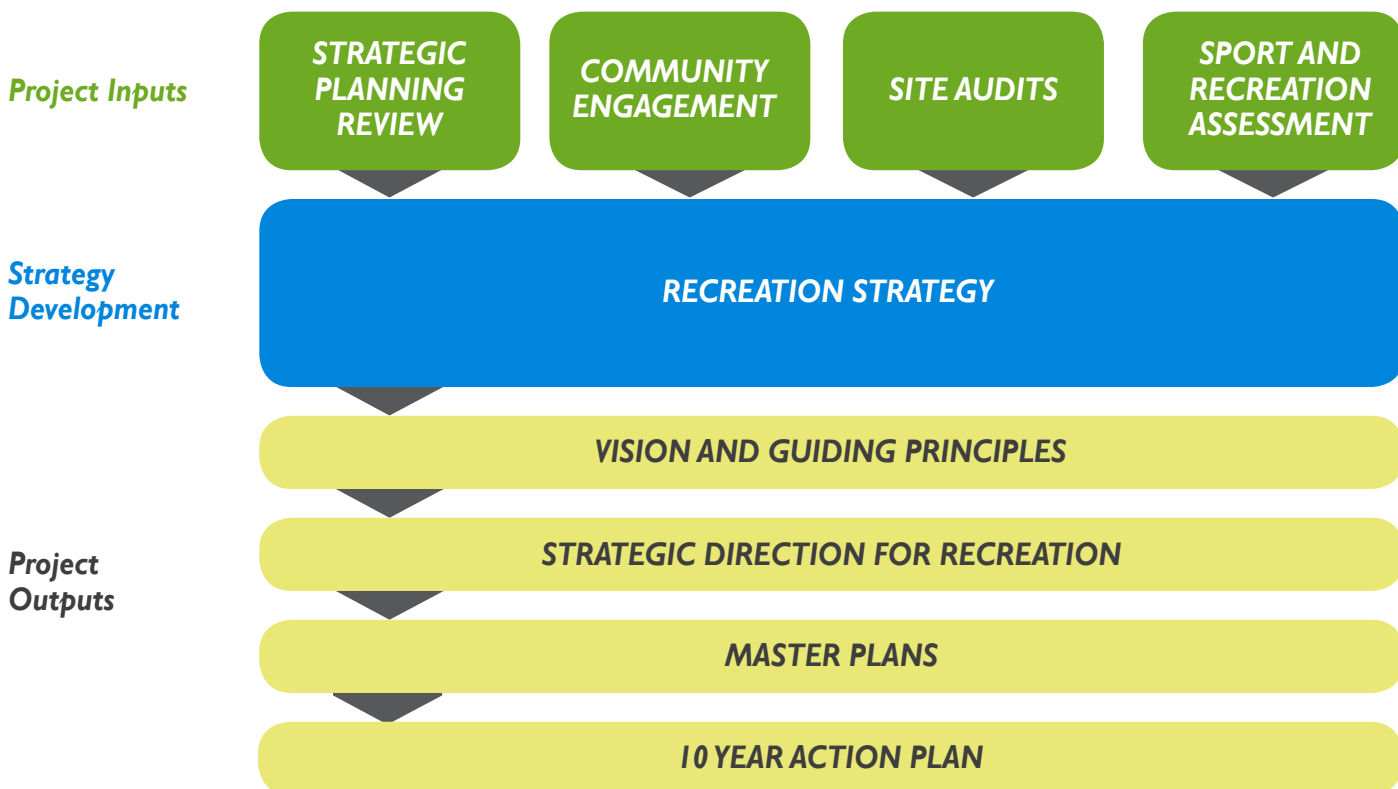 Project Inputs
STRATEGIC
PLANNING
REVIEW
COMMUNITY
ENGAGEMENT
SITE AUDITS
SPORT AND
RECREATION
ASSESSMENT
Strategy
Development
RECREATION STRATEGY
VISION AND GUIDING PRINCIPLES
Project
Outputs
STRATEGIC DIRECTION FOR RECREATION
MASTER PLANS
10 YEAR ACTION PLAN